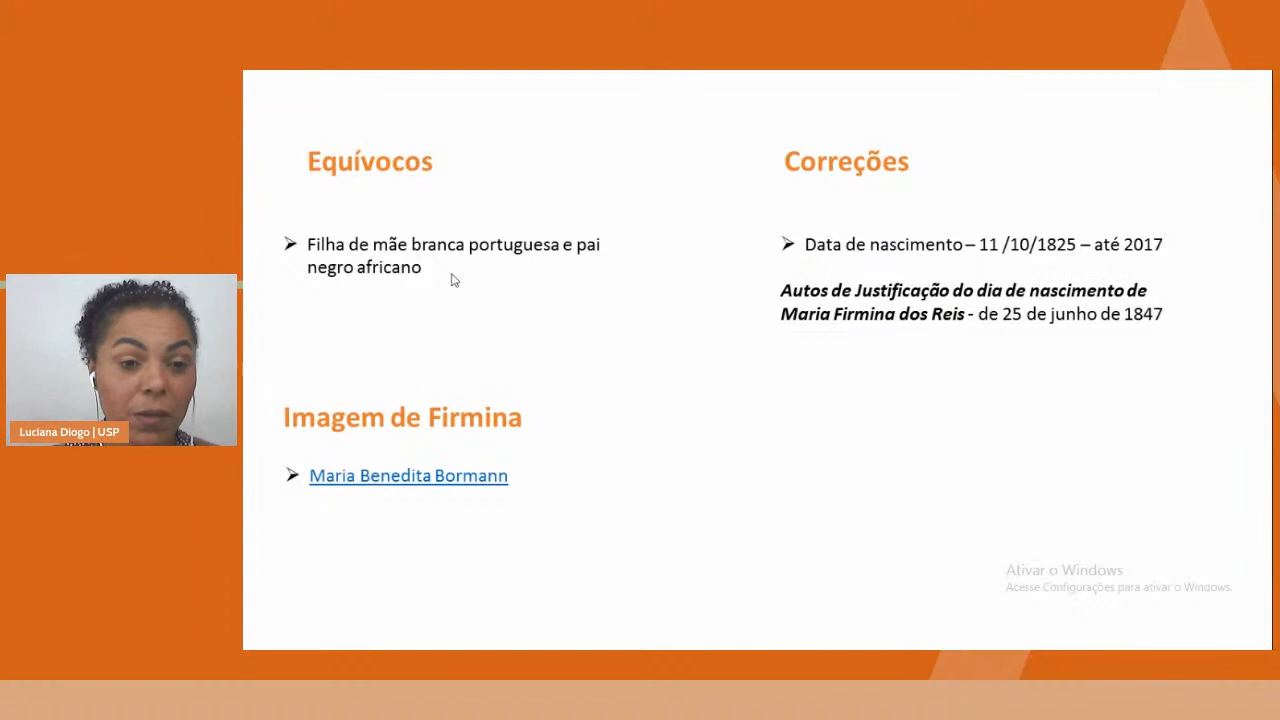 Equívocos
Filha de mãe branca portuguesa e pai
negro africano
Correções
Data de nascimento – 11 /10/1825 – até 2017
Autos de Justificação do dia de nascimento de
Maria Firmina dos Reis - de 25 de junho de 1847
Luciana Diogo | USP
Imagem de Firmina
Maria Benedita Bormann
Ativar o Windows
Acesse Configurações para ativar o Windows.